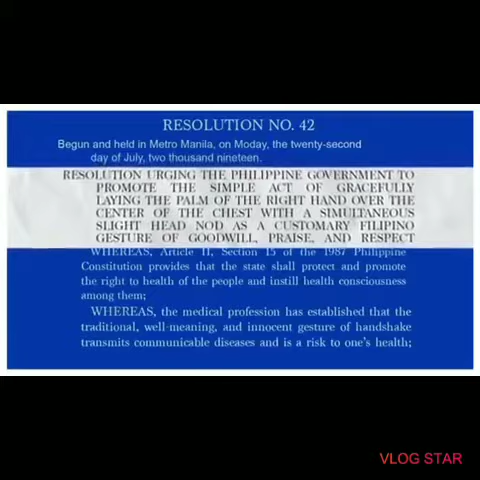 RESOLUTION NO. 42
Begun and held in Metro Manila, on Moday, the twenty-second
day of July, two thousand nineteen.
RESOLUTION URGING THE PHILIPPINE GOVERNMENT TO
PROMOTE THE SIMPLE ACT OF GRACEFULLY
LAYING THE PALM OF THE RIGHT HAND OVER THE
CENTER OF THE CHEST WITH A SIMULTANEOUS
SLIGHT HEAD NOD AS A CUSTOMARY FILIPINO
GESTURE OF GOODWILL, PRAISE, AND RESPECT
WHEREAS, Article II, Section 15 of the 1987 Philippine
Constitution provides that the state shall protect and promote
the right to health of the people and instill health consciousness
among them;
WHEREAS, the medical profession has established that the
traditional, well-meaning, and innocent gesture of handshake
transmits communicable diseases and is a risk to one's health;
VLOG STAR